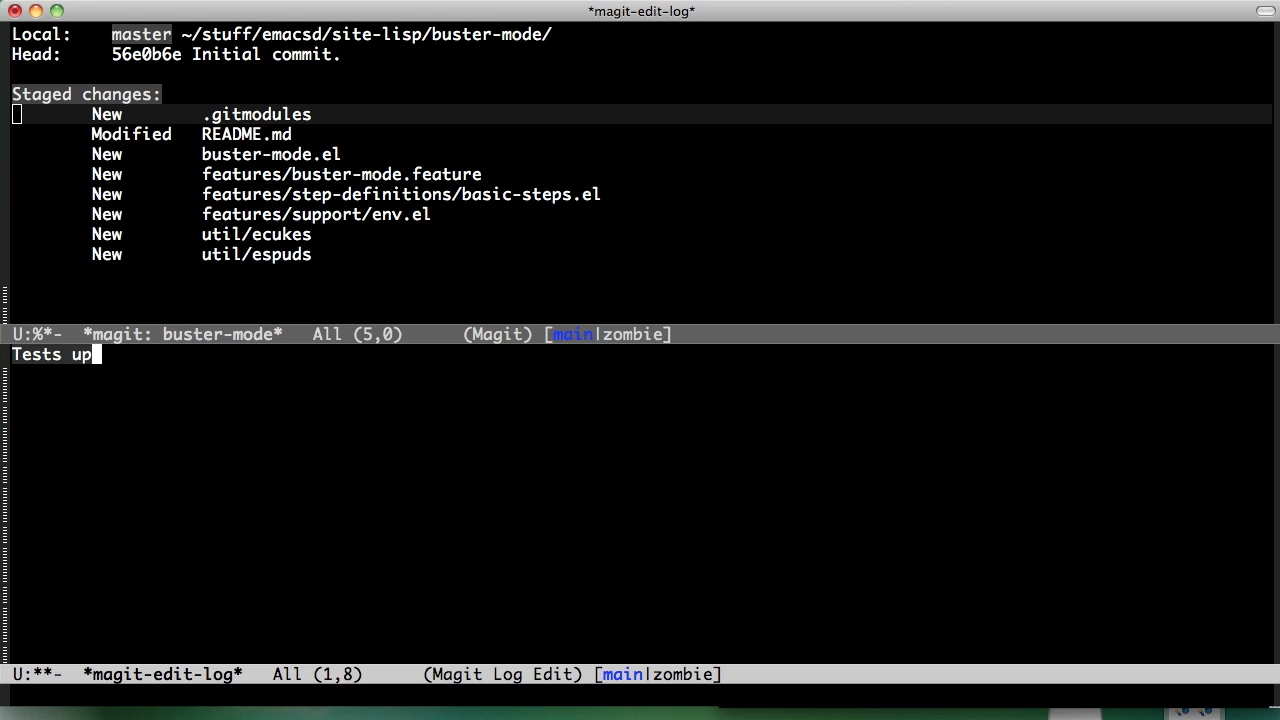 *magit-edit-log*
Local:    master ~/stuff/emacsd/site-lisp/buster-mode/
Head:     56e0b6e Initial commit.
Staged changes:
New        .gitmodules
Modified   README.md
New        buster-mode.el
New        features/buster-mode.feature
New        features/step-definitions/basic-steps.el
New        features/support/env.el
New        util/ecukes
New        util/espuds
U:%*-  *magit: buster-mode*   All (5,0)      (Magit) [main|zombie]
Tests up
U:**-  *magit-edit-log*   All (1,8)      (Magit Log Edit) [main|zombie]